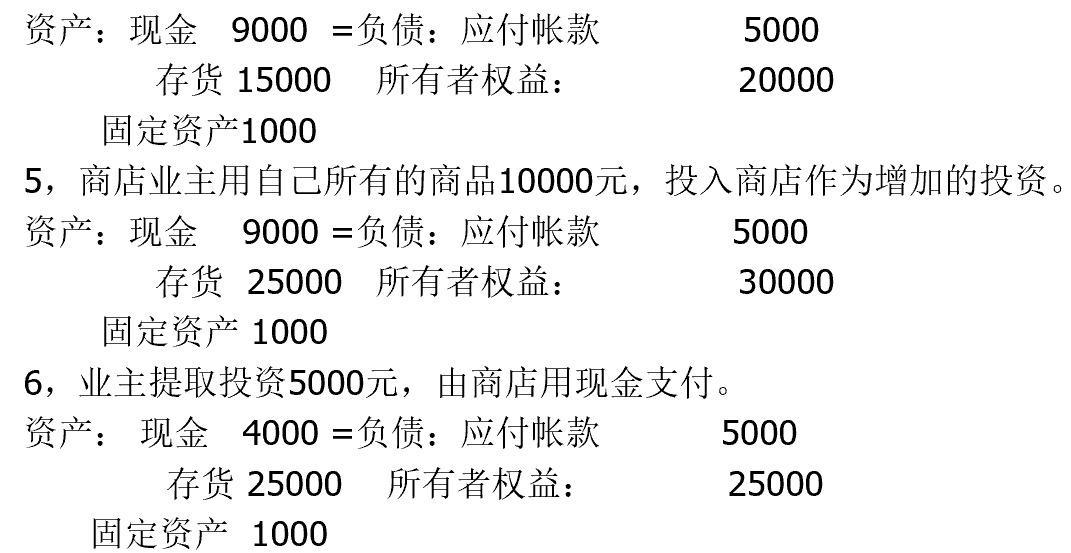 资产：现金 9000 =负债：应付帐款 5000
存货 15000 所有者权益： 20000
固定资产1000
5，商店业主用自己所有的商品10000元，投入商店作为增加的投资。
资产：现金 9000 =负债：应付帐款 5000
存货 25000 所有者权益： 30000
固定资产 1000
6，业主提取投资5000元，由商店用现金支付。
资产： 现金 4000 =负债：应付帐款 5000
存货 25000 所有者权益： 25000
固定资产 1000